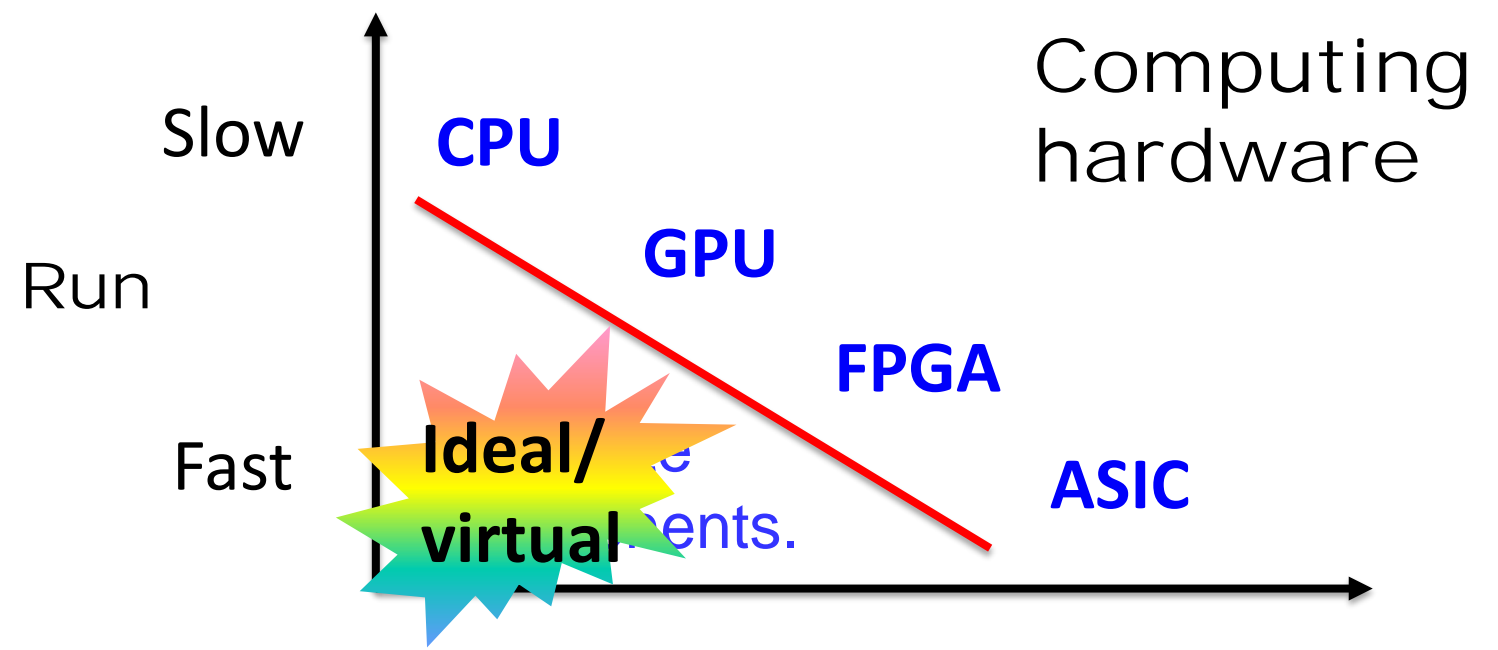 Computing
hardware
Slow
CPU
GPU
Run
FPGA
Ideal/
Fast
ASIC
virtual